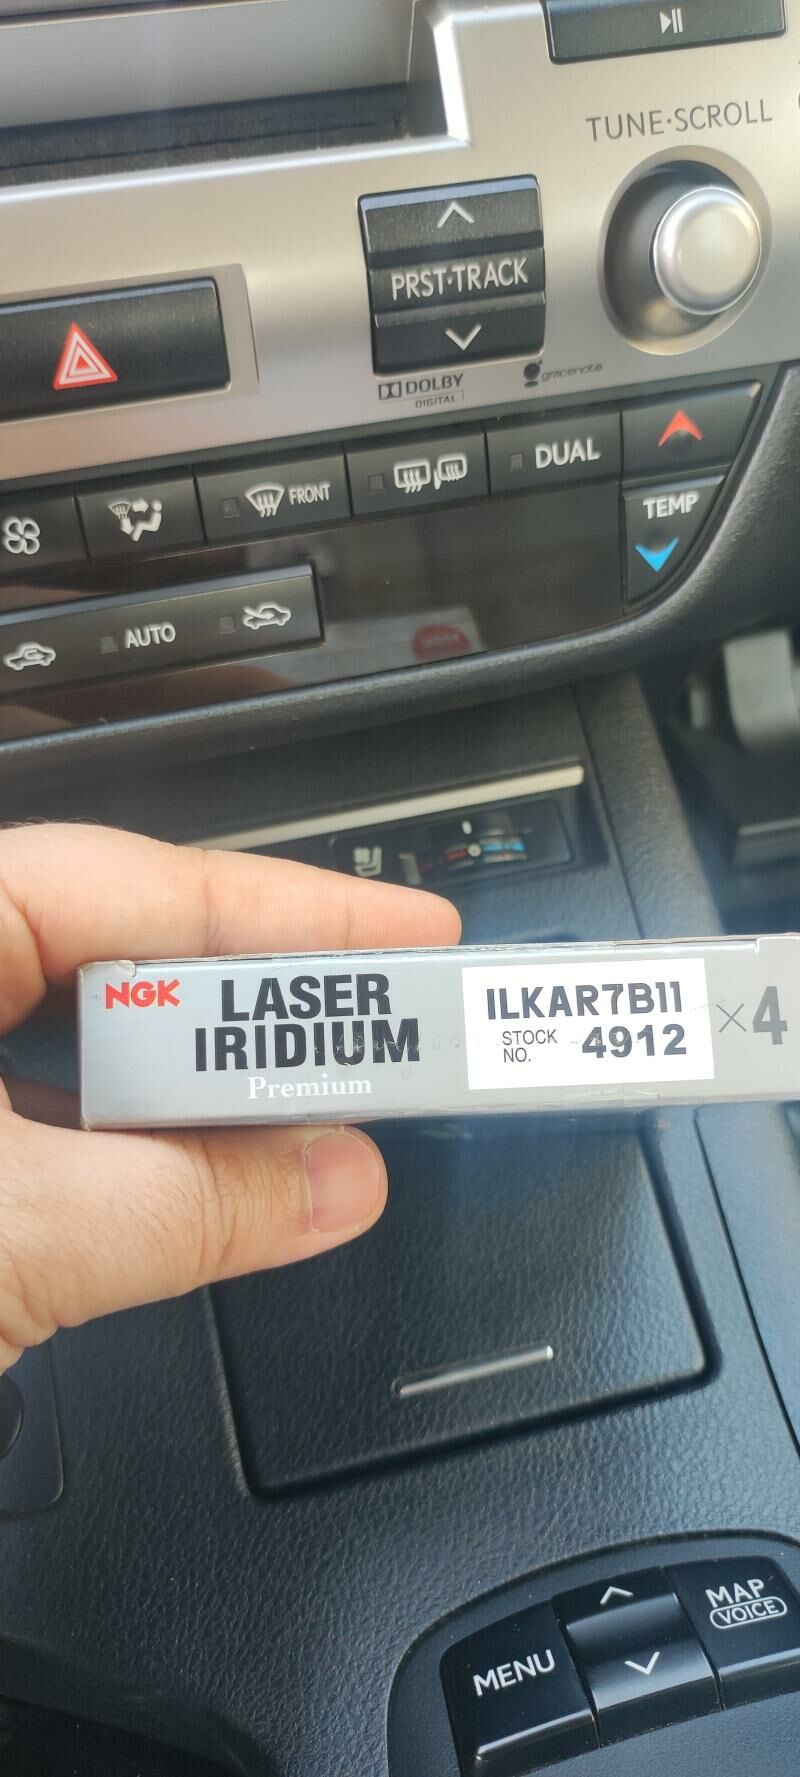 TUNE·SCROLL
PRST·TRACK
DOLBY
DIGITAL
gracenote
FRONT
DUAL
TEMP
AUTO
NGK
LASER
IRIDIUM
Premium
ILKAR7B11
STOCK
NO.
4912
×4
MENU
MAP
VOICE